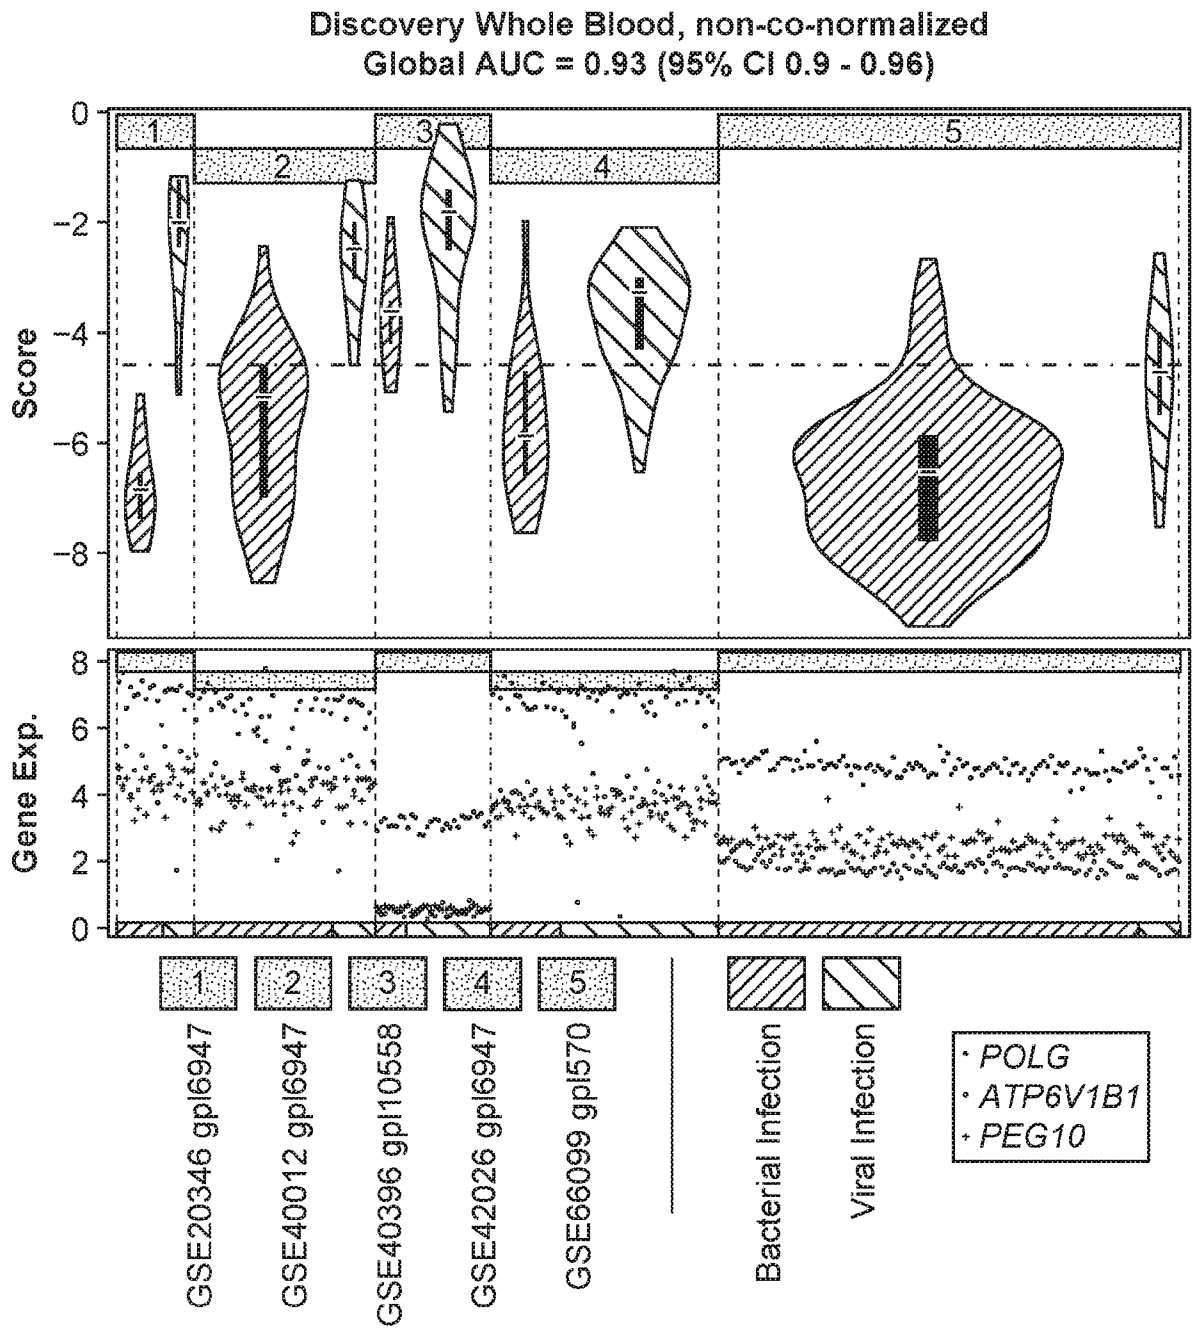 Discovery Whole Blood, non-co-normalized
Global AUC = 0.93 (95% CI 0.9 - 0.96)
Score
0
−2
−4
−6
−8
1
2
3
4
5
Gene Exp.
8
6
4
2
0
1
2
3
4
5
GSE20346 gpl6947
GSE40012 gpl6947
GSE40396 gpl10558
GSE42026 gpl6947
GSE66099 gpl570
Bacterial Infection
Viral Infection
POLG
ATP6V1B1
PEG10